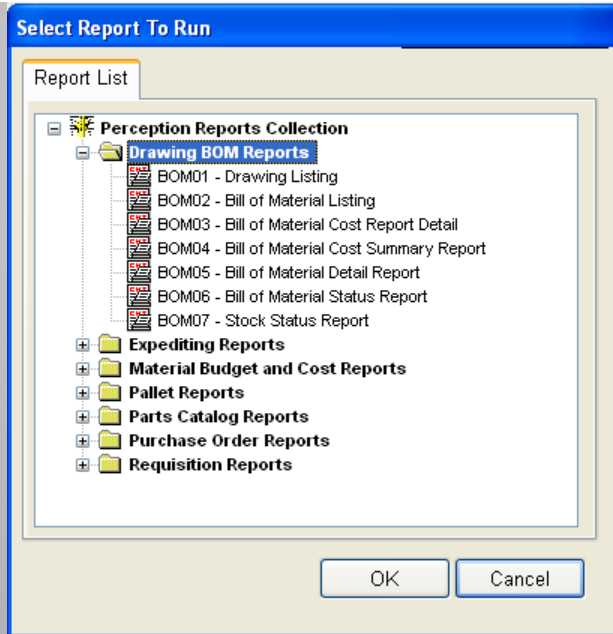 Select Report To Run
Report List
Perception Reports Collection
Drawing BOM Reports
BOM01 - Drawing Listing
BOM02 - Bill of Material Listing
BOM03 - Bill of Material Cost Report Detail
BOM04 - Bill of Material Cost Summary Report
BOM05 - Bill of Material Detail Report
BOM06 - Bill of Material Status Report
BOM07 - Stock Status Report
Expediting Reports
Material Budget and Cost Reports
Pallet Reports
Parts Catalog Reports
Purchase Order Reports
Requisition Reports
OK Cancel